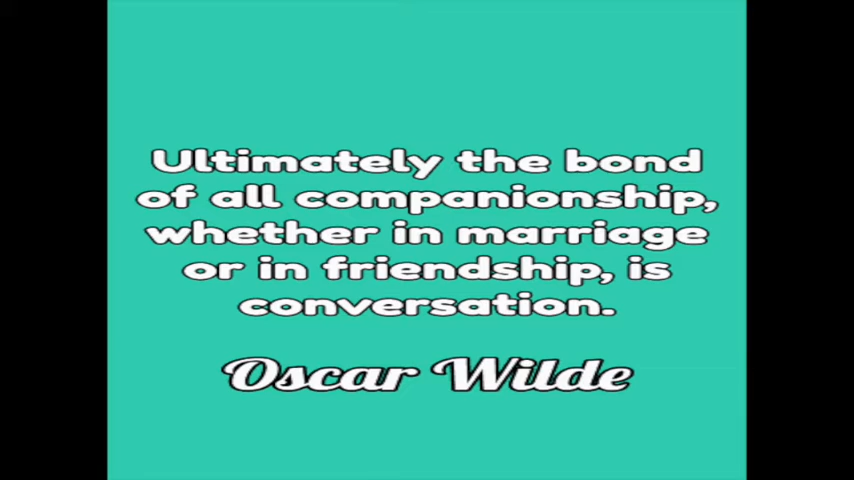 Ultimately the bond
of all companionship,
whether in marriage
or in friendship, is
conversation.
Oscar Wilde